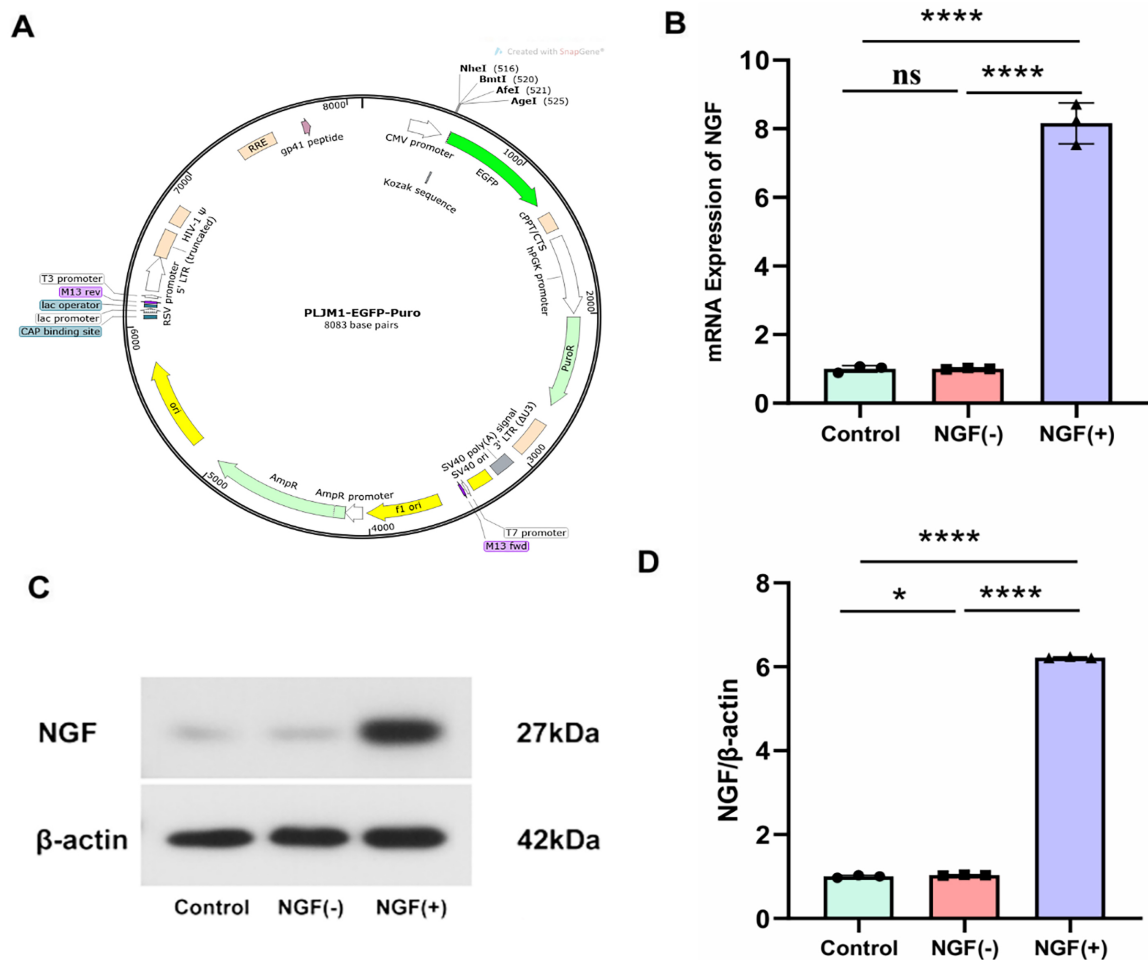 A
Created with SnapGene®
NheI (516)
BmtI (520)
AfeI (521)
AgeI (525)
8000
RRE
gp41 peptide
CMV promoter
EGFP
1000
Kozak sequence
7000
cPPT/CTS
hPGK promoter
HIV-1 Ψ
5' LTR (truncated)
RSV promoter
T3 promoter
M13 rev
lac operator
lac promoter
CAP binding site
6000
PLJM1-EGFP-Puro
8083 base pairs
2000
PuroR
ori
3' LTR (ΔU3)
SV40 poly(A) signal
SV40 ori
3000
5000
AmpR
AmpR promoter
f1 ori
4000
T7 promoter
M13 fwd
B
****
ns
****
mRNA Expression of NGF
10
8
6
4
2
0
Control
NGF(-)
NGF(+)
C
NGF
27kDa
β-actin
42kDa
Control
NGF(-)
NGF(+)
D
****
*
****
NGF/β-actin
8
6
4
2
0
Control
NGF(-)
NGF(+)